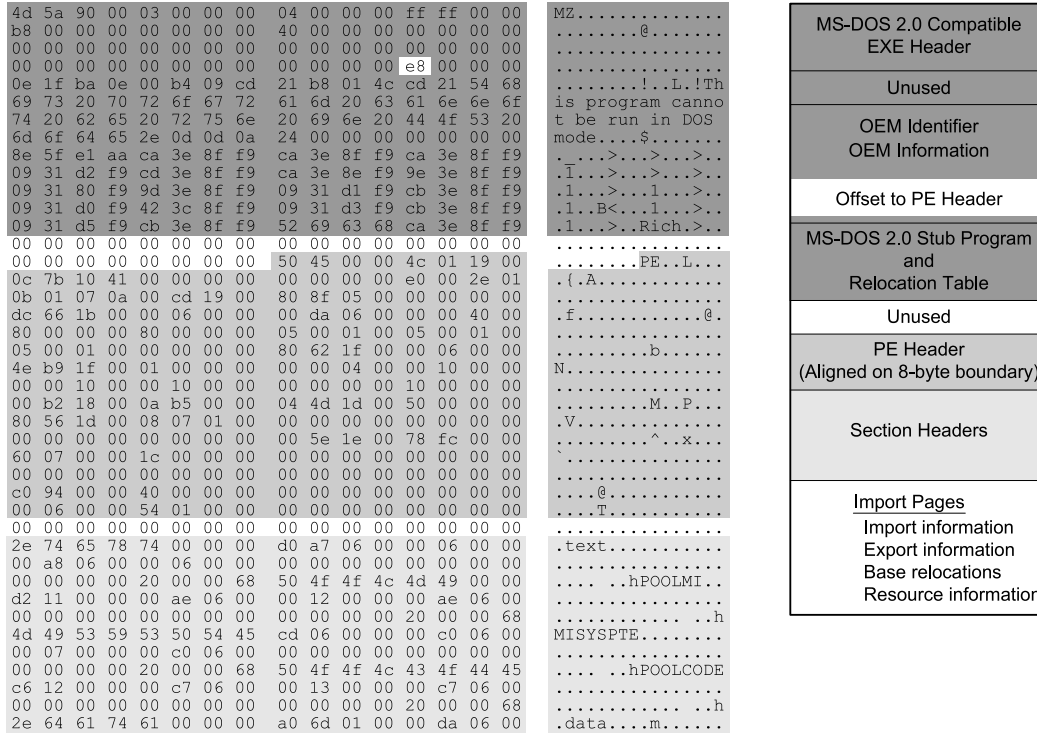 4d 5a 90 00 03 00 00 00 04 00 00 00 ff ff 00 00 MZ..............
b8 00 00 00 00 00 00 00 40 00 00 00 00 00 00 00 ........@.......
00 00 00 00 00 00 00 00 00 00 00 00 00 00 00 00 ................
00 00 00 00 00 00 00 00 00 00 00 00 e8 00 00 00 ................
0e 1f ba 0e 00 b4 09 cd 21 b8 01 4c cd 21 54 68 ........!..L.!Th
69 73 20 70 72 6f 67 72 61 6d 20 63 61 6e 6e 6f is program canno
74 20 62 65 20 72 75 6e 20 69 6e 20 44 4f 53 20 t be run in DOS
6d 6f 64 65 2e 0d 0d 0a 24 00 00 00 00 00 00 00 mode....$.......
8e 5f e1 aa ca 3e 8f f9 ca 3e 8f f9 ca 3e 8f f9 ._...>...>...>..
09 31 d2 f9 cd 3e 8f f9 ca 3e 8e f9 9e 3e 8f f9 .1...>...>...>..
09 31 80 f9 9d 3e 8f f9 09 31 d1 f9 cb 3e 8f f9 .1...>...1...>..
09 31 d0 f9 42 3c 8f f9 09 31 d3 f9 cb 3e 8f f9 .1..B<...1...>..
09 31 d5 f9 cb 3e 8f f9 52 69 63 68 ca 3e 8f f9 .1...>..Rich.>..
00 00 00 00 00 00 00 00 00 00 00 00 00 00 00 00 ................
00 00 00 00 00 00 00 00 50 45 00 00 4c 01 19 00 ........PE..L...
0c 7b 10 41 00 00 00 00 00 00 00 00 e0 00 2e 01 .{.A............
0b 01 07 0a 00 cd 19 00 80 8f 05 00 00 00 00 00 ................
dc 66 1b 00 00 06 00 00 00 da 06 00 00 00 40 00 .f............@.
80 00 00 00 80 00 00 00 05 00 01 00 05 00 01 00 ................
05 00 01 00 00 00 00 00 80 62 1f 00 00 06 00 00 .........b......
4e b9 1f 00 01 00 00 00 00 00 04 00 00 10 00 00 N...............
00 00 10 00 00 10 00 00 00 00 00 00 10 00 00 00 ................
00 b2 18 00 0a b5 00 00 04 4d 1d 00 50 00 00 00 .........M..P...
80 56 1d 00 08 07 01 00 00 00 00 00 00 00 00 00 .V..............
00 00 00 00 00 00 00 00 00 5e 1e 00 78 fc 00 00 .........^..x...
60 07 00 00 1c 00 00 00 00 00 00 00 00 00 00 00 `...............
00 00 00 00 00 00 00 00 00 00 00 00 00 00 00 00 ................
c0 94 00 00 40 00 00 00 00 00 00 00 00 00 00 00 ....@...........
00 06 00 00 54 01 00 00 00 00 00 00 00 00 00 00 ....T...........
00 00 00 00 00 00 00 00 00 00 00 00 00 00 00 00 ................
2e 74 65 78 74 00 00 00 d0 a7 06 00 00 06 00 00 .text...........
00 a8 06 00 00 06 00 00 00 00 00 00 00 00 00 00 ................
00 00 00 00 20 00 00 68 50 4f 4f 4c 4d 49 00 00 .... ..hPOOLMI..
d2 11 00 00 00 ae 06 00 00 12 00 00 00 ae 06 00 ................
00 00 00 00 00 00 00 00 00 00 00 00 20 00 00 68 ............ ..h
4d 49 53 59 53 50 54 45 cd 06 00 00 00 c0 06 00 MISYSPTE........
00 07 00 00 00 c0 06 00 00 00 00 00 00 00 00 00 ................
00 00 00 00 20 00 00 68 50 4f 4f 4c 43 4f 44 45 .... ..hPOOLCODE
c6 12 00 00 00 c7 06 00 00 13 00 00 00 c7 06 00 ................
00 00 00 00 00 00 00 00 00 00 00 00 20 00 00 68 ............ ..h
2e 64 61 74 61 00 00 00 a0 6d 01 00 00 da 06 00 .data....m......
MS-DOS 2.0 Compatible
EXE Header
Unused
OEM Identifier
OEM Information
Offset to PE Header
MS-DOS 2.0 Stub Program
and
Relocation Table
Unused
PE Header
(Aligned on 8-byte boundary)
Section Headers
Import Pages
Import information
Export information
Base relocations
Resource information